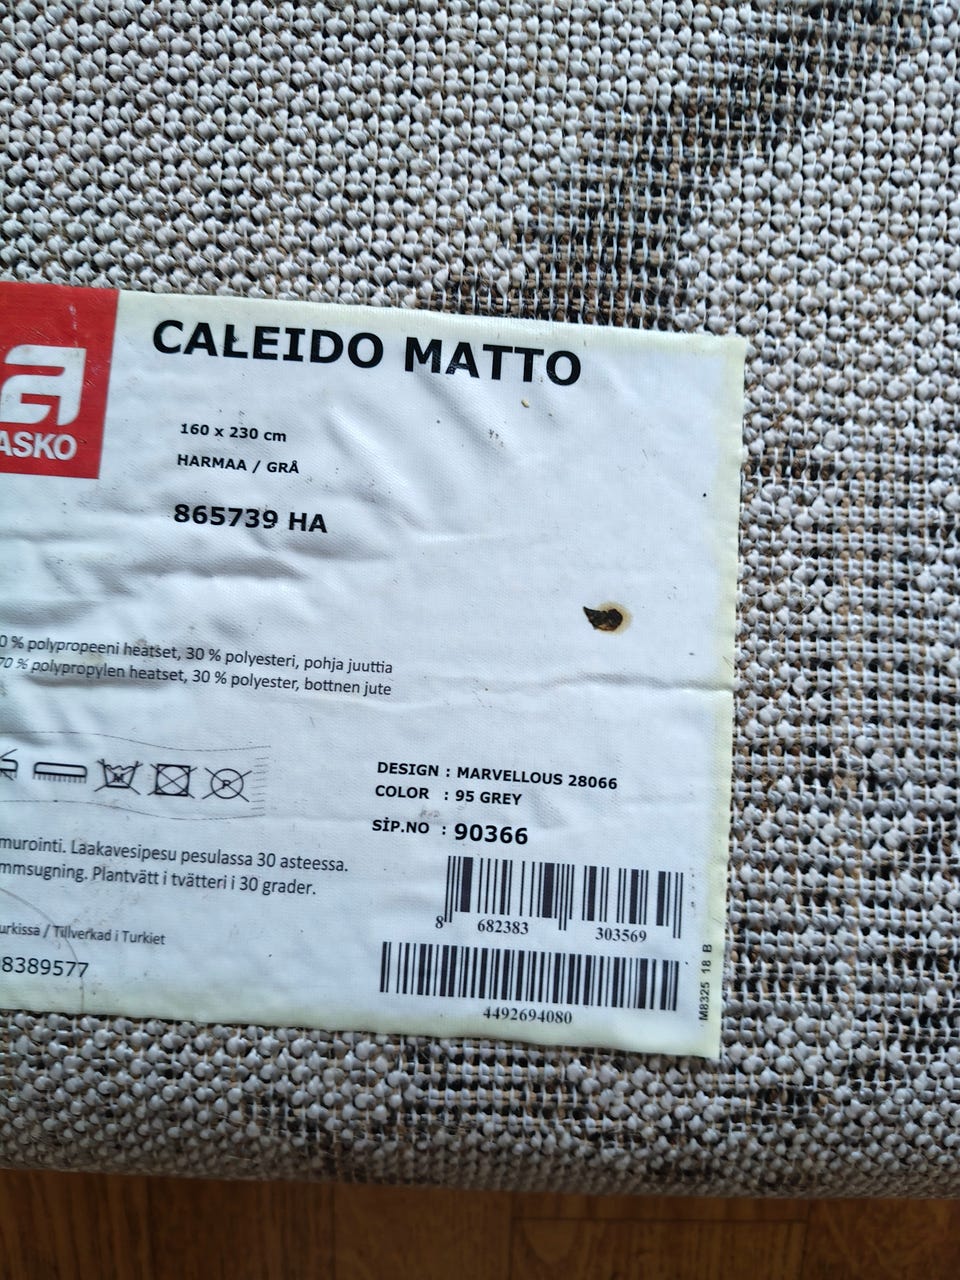 ASKO
CALEIDO MATTO
160 x 230 cm
HARMAA / GRÅ
865739 HA
0 % polypropeeni heatset, 30 % polyesteri, pohja juuttia
70 % polypropylen heatset, 30 % polyester, bottnen jute
M
P
DESIGN : MARVELLOUS 28066
COLOR : 95 GREY
SİP.NO : 90366
murointi. Laakavesipesu pesulassa 30 asteessa.
mmsugning. Plantvätt i tvätteri i 30 grader.
urkissa / Tillverkad i Turkiet
8389577
8 682383 303569
4492694080
M8325 18 B